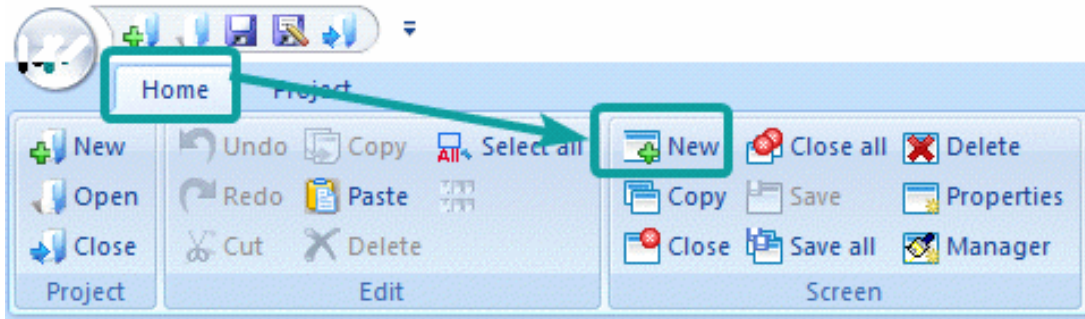 Home Project
New Undo Copy Select all New Close all Delete
Open Redo Paste Copy Save Properties
Close Cut Delete Close Save all Manager
Project Edit Screen